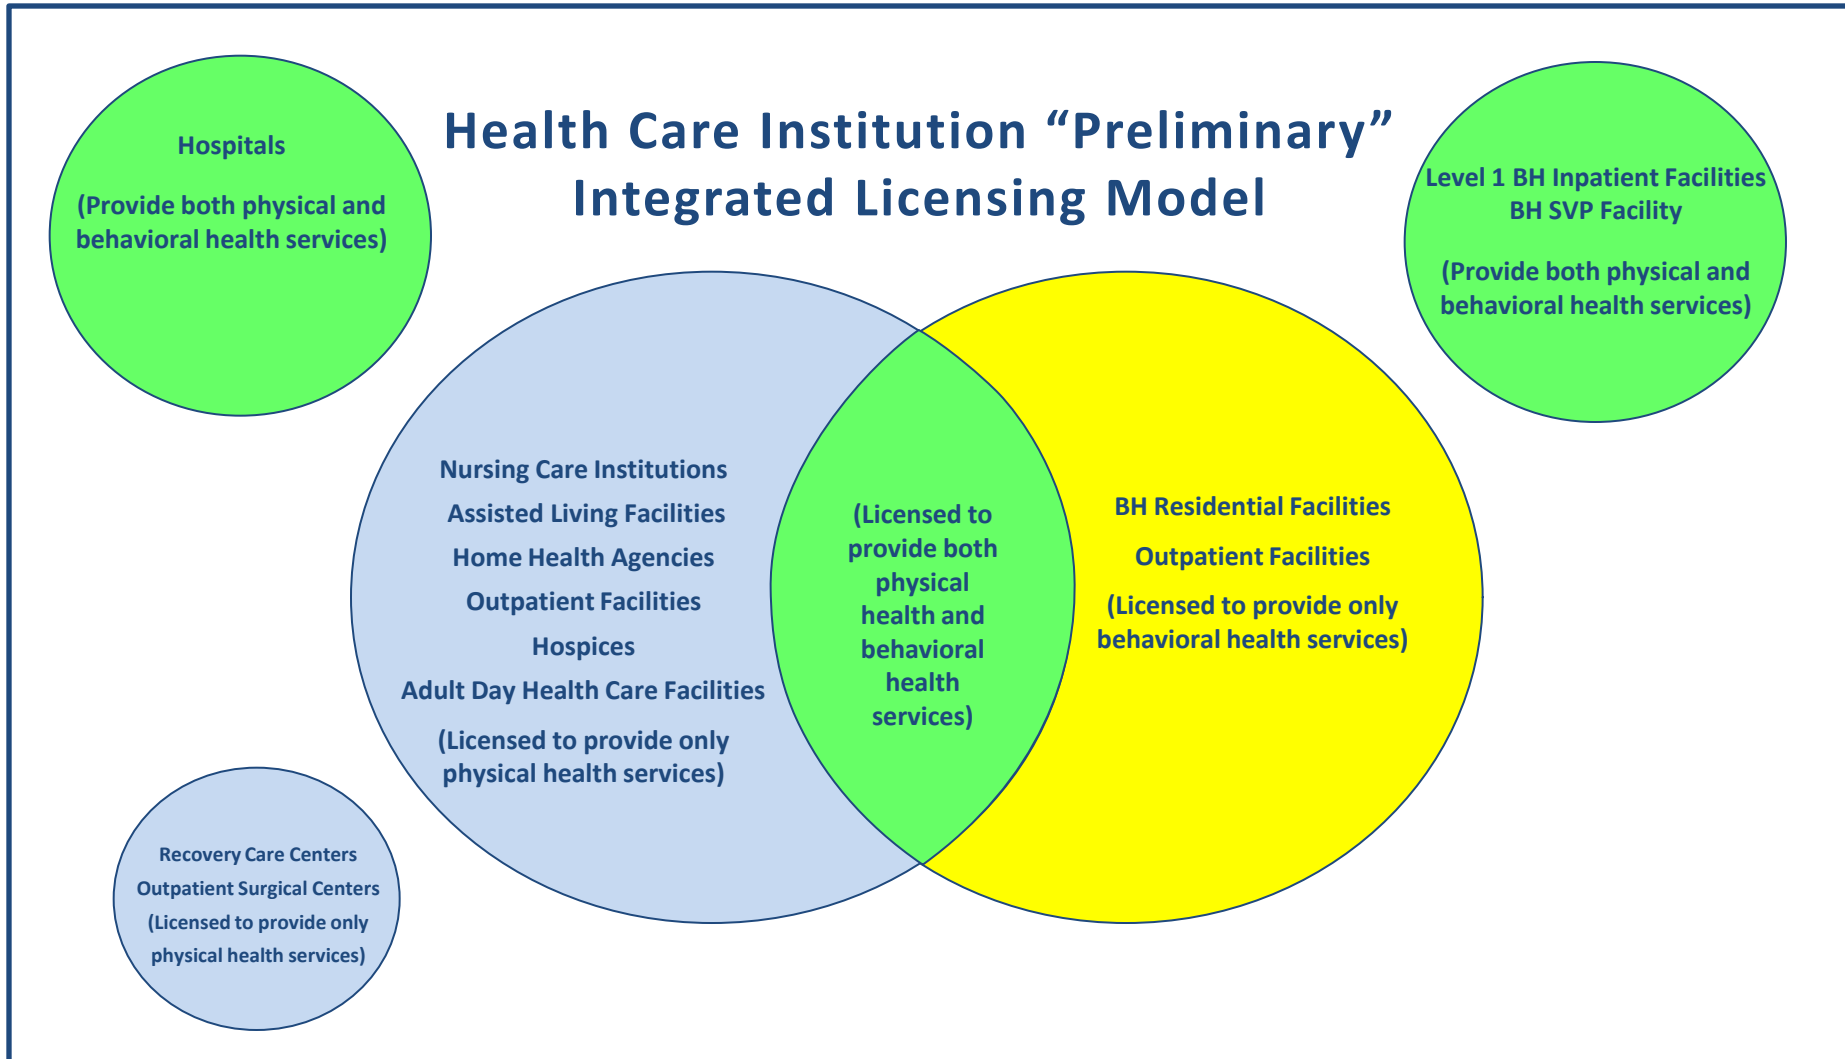 Health Care Institution “Preliminary”
Integrated Licensing Model
Hospitals
(Provide both physical and
behavioral health services)
Level 1 BH Inpatient Facilities
BH SVP Facility
(Provide both physical and
behavioral health services)
Nursing Care Institutions
Assisted Living Facilities
Home Health Agencies
Outpatient Facilities
Hospices
Adult Day Health Care Facilities
(Licensed to provide only
physical health services)
(Licensed to
provide both
physical
health and
behavioral
health
services)
BH Residential Facilities
Outpatient Facilities
(Licensed to provide only
behavioral health services)
Recovery Care Centers
Outpatient Surgical Centers
(Licensed to provide only
physical health services)